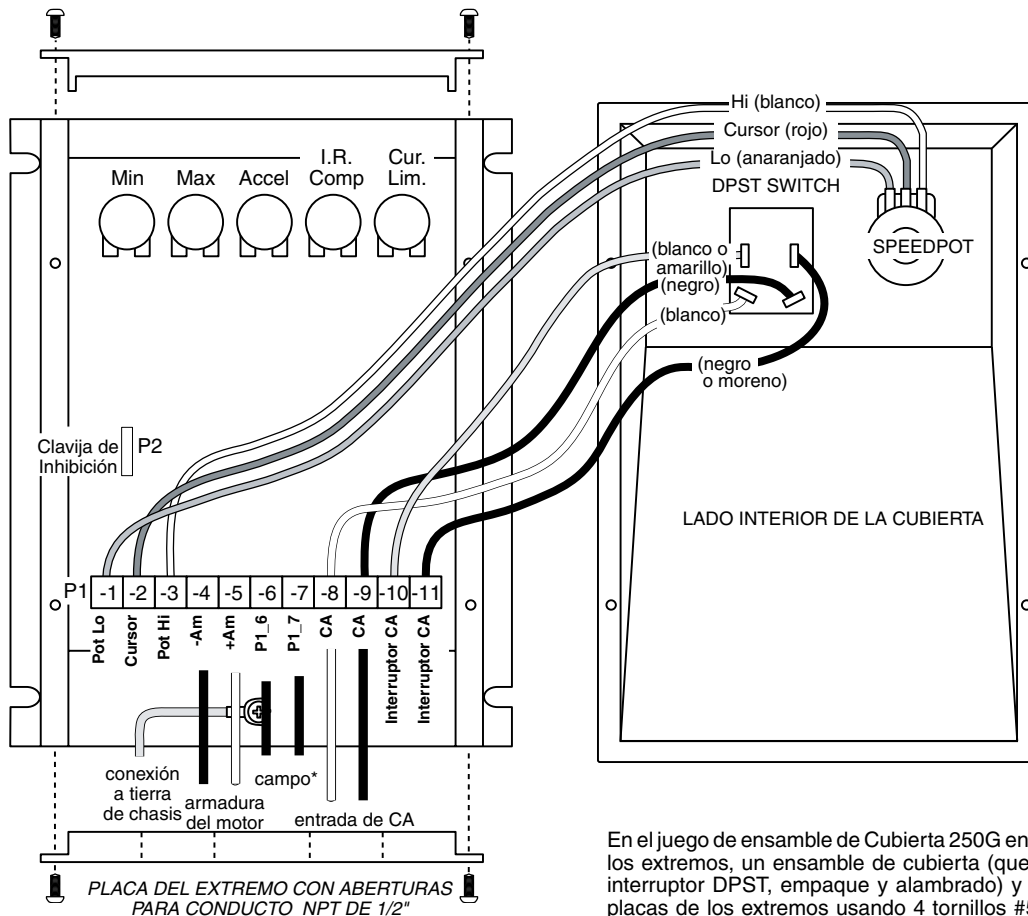 Hi (blanco)
Cursor (rojo)
Lo (anaranjado)
DPST SWITCH
Min
Max
Accel
I.R.
Comp
Cur.
Lim.
SPEEDPOT
(blanco o
amarillo)
(negro)
(blanco)
(negro
o moreno)
Clavija de
Inhibición
P2
LADO INTERIOR DE LA CUBIERTA
P1 -1 -2 -3 -4 -5 -6 -7 -8 -9 -10 -11
Pot Lo
Cursor
Pot Hi
-Am
+Am
P1_6
P1_7
CA
CA
Interruptor CA
Interruptor CA
conexión
a tierra
de chasis
armadura
del motor
campo*
entrada de CA
PLACA DEL EXTREMO CON ABERTURAS
PARA CONDUCTO NPT DE 1/2"
En el juego de ensamble de Cubierta 250G en
los extremos, un ensamble de cubierta (que
interruptor DPST, empaque y alambrado) y
placas de los extremos usando 4 tornillos